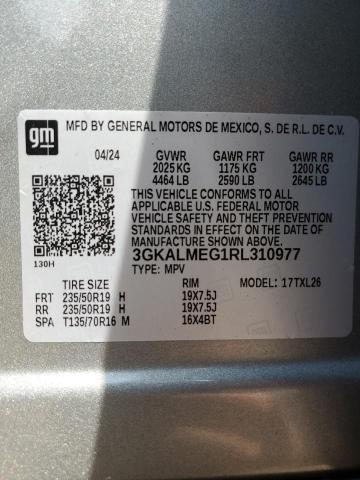 gm MFD BY GENERAL MOTORS DE MEXICO, S. DE R.L. DE C.V.
04/24 GVWR GAWR FRT GAWR RR
2025 KG 1175 KG 1200 KG
4464 LB 2590 LB 2645 LB
THIS VEHICLE CONFORMS TO ALL
APPLICABLE U.S. FEDERAL MOTOR
VEHICLE SAFETY AND THEFT PREVENTION
STANDARDS IN EFFECT ON THE DATE OF
MANUFACTURE SHOWN ABOVE.
3GKALMEG1RL310977
130H TYPE: MPV
TIRE SIZE RIM MODEL: 17TXL26
FRT 235/50R19 H 19X7.5J
RR 235/50R19 H 19X7.5J
SPA T135/70R16 M 16X4BT